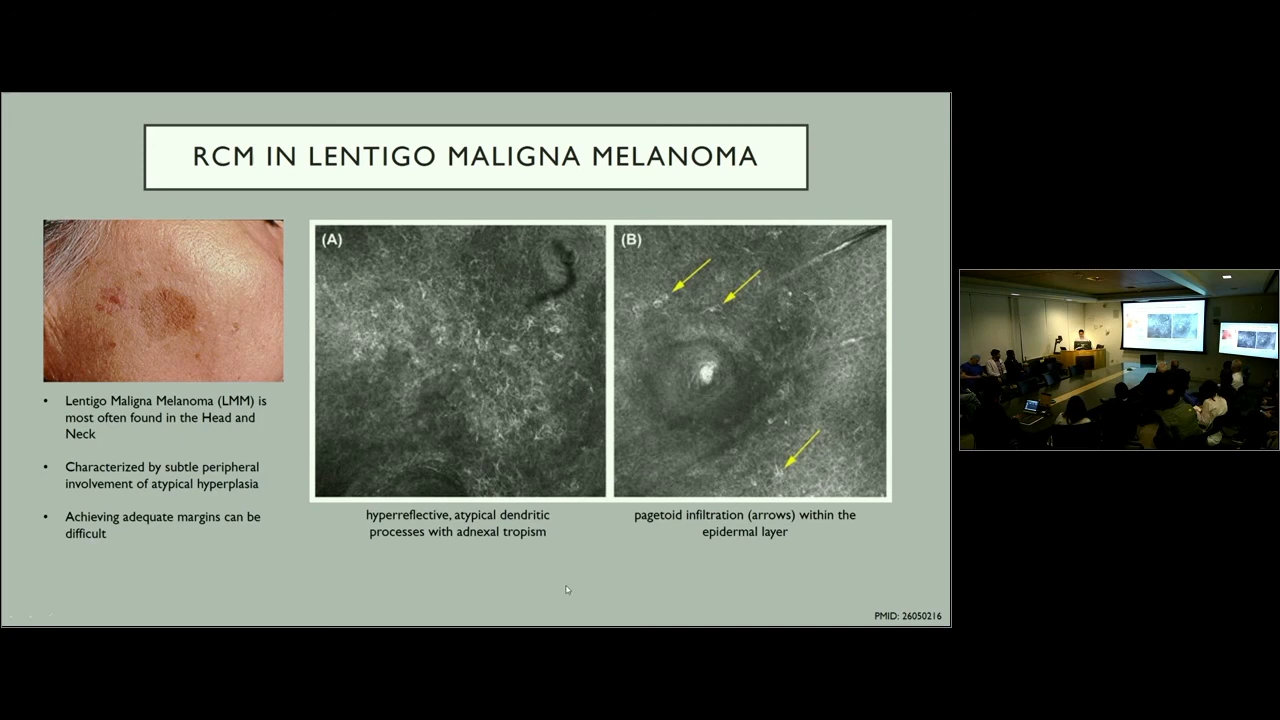 RCM IN LENTIGO MALIGNA MELANOMA
(A)
(B)
• Lentigo Maligna Melanoma (LMM) is
most often found in the Head and
Neck
• Characterized by subtle peripheral
involvement of atypical hyperplasia
• Achieving adequate margins can be
difficult
hyperreflective, atypical dendritic
processes with adnexal tropism
pagetoid infiltration (arrows) within the
epidermal layer
PMID: 26050216